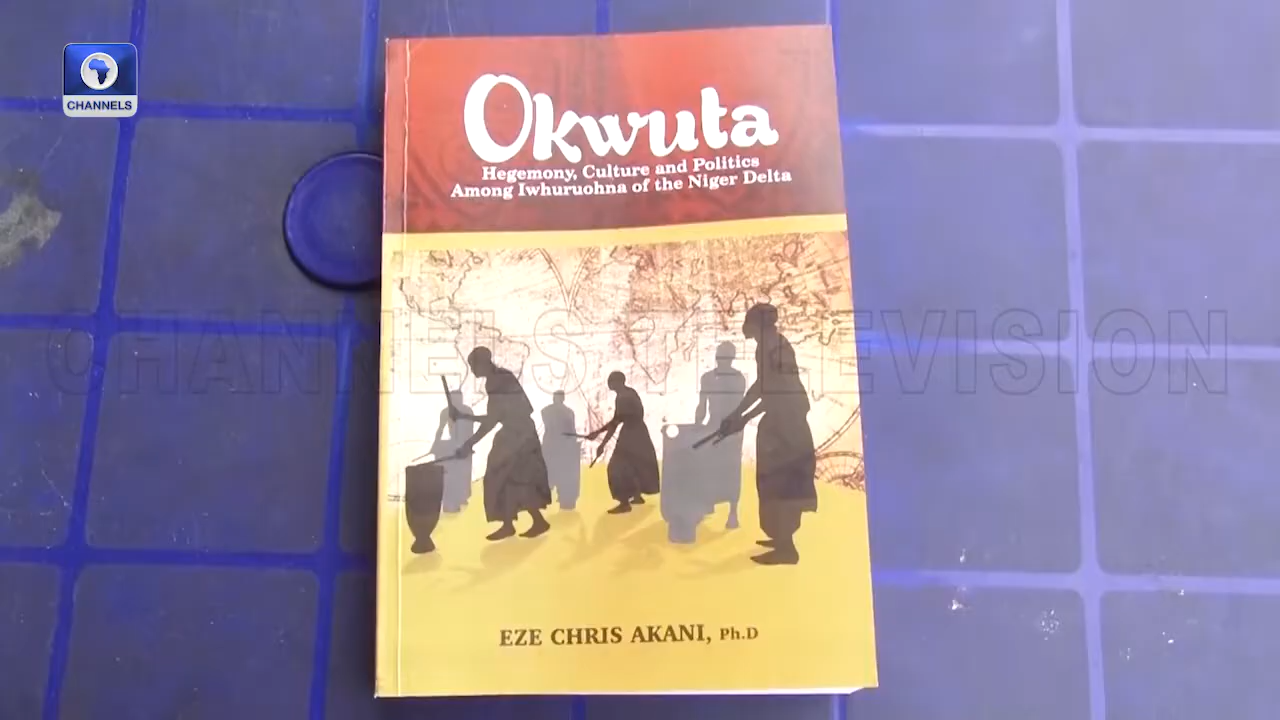 CHANNELS
Okwuta
Hegemony, Culture and Politics
Among Iwhuruohna of the Niger Delta
CHANNELS TELEVISION
EZE CHRIS AKANI, Ph.D